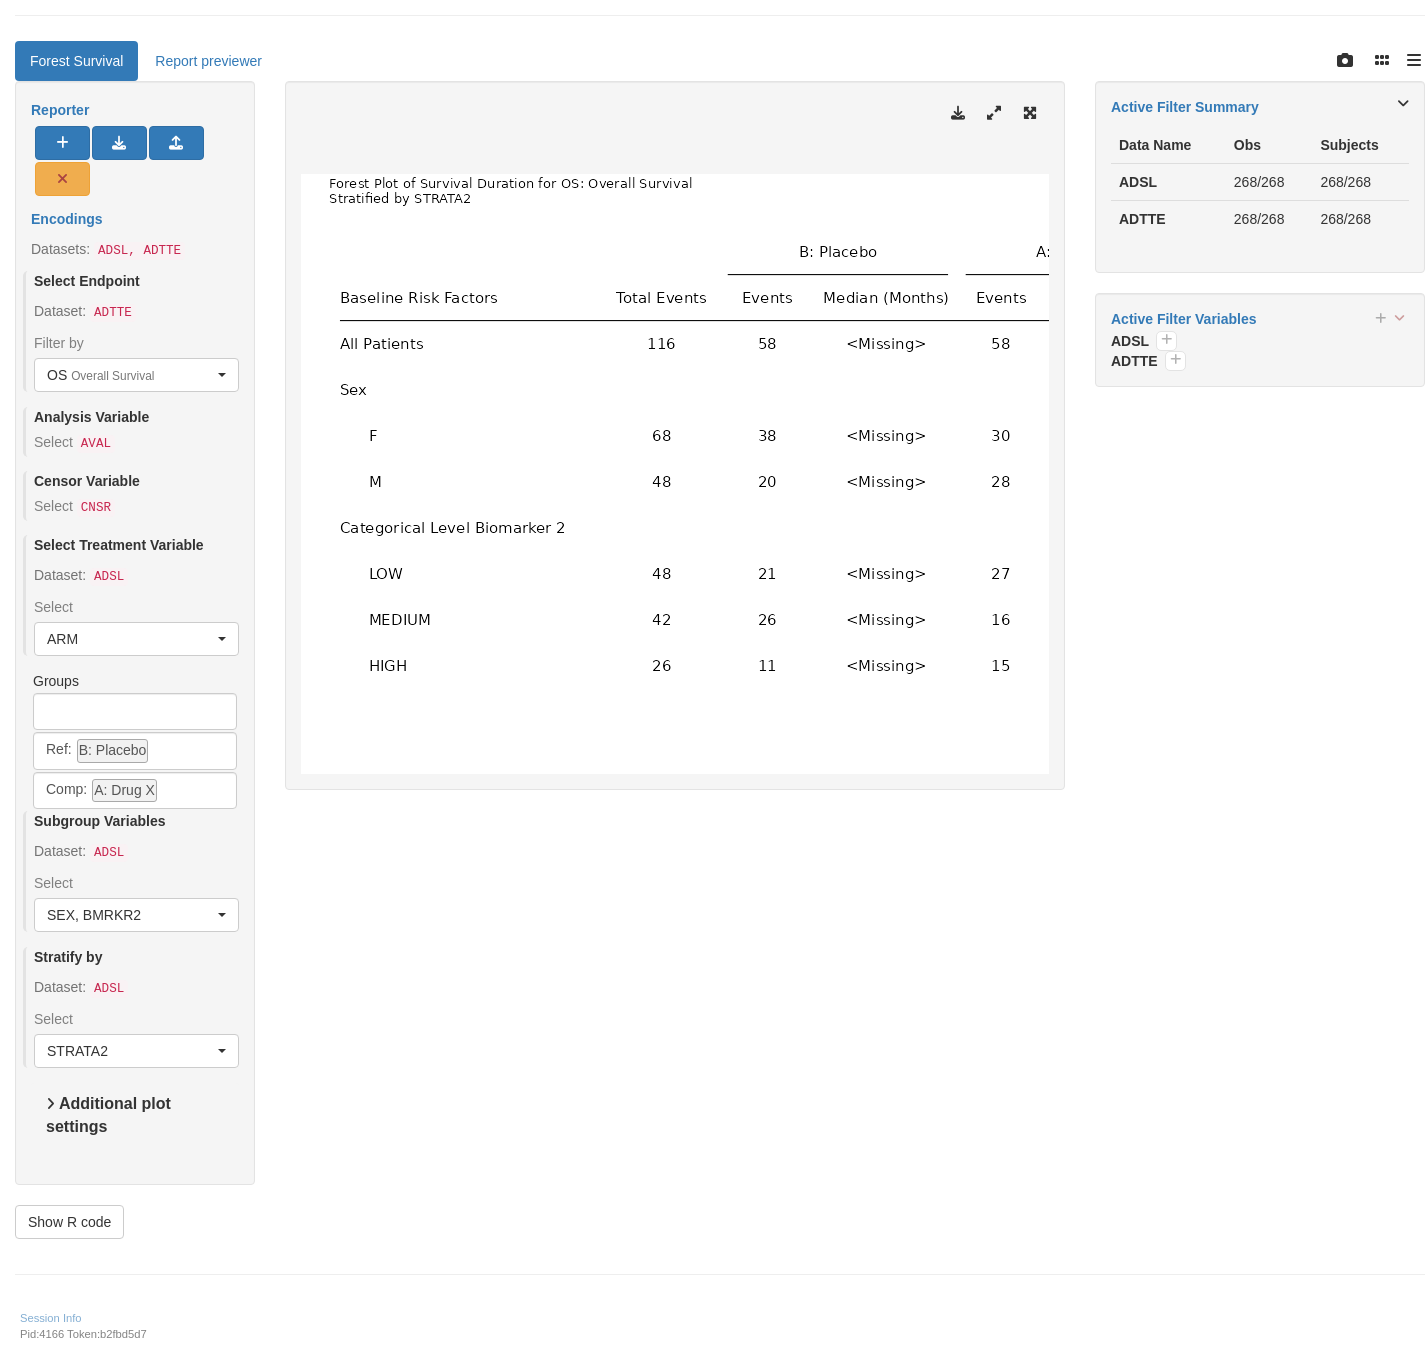 Forest Survival
Report previewer
Reporter
Encodings
Datasets: ADSL, ADTTE
Select Endpoint
Dataset: ADTTE
Filter by
OS Overall Survival
Analysis Variable
Select AVAL
Censor Variable
Select CNSR
Select Treatment Variable
Dataset: ADSL
Select
ARM
Groups
Ref: B: Placebo
Comp: A: Drug X
Subgroup Variables
Dataset: ADSL
Select
SEX, BMRKR2
Stratify by
Dataset: ADSL
Select
STRATA2
Additional plot
settings
Show R code
Forest Plot of Survival Duration for OS: Overall Survival
Stratified by STRATA2
B: Placebo A:
Baseline Risk Factors Total Events Events Median (Months) Events
All Patients 116 58 <Missing> 58
Sex
F 68 38 <Missing> 30
M 48 20 <Missing> 28
Categorical Level Biomarker 2
LOW 48 21 <Missing> 27
MEDIUM 42 26 <Missing> 16
HIGH 26 11 <Missing> 15
Active Filter Summary
Data Name Obs Subjects
ADSL 268/268 268/268
ADTTE 268/268 268/268
Active Filter Variables
ADSL
ADTTE
Session Info
Pid:4166 Token:b2fbd5d7